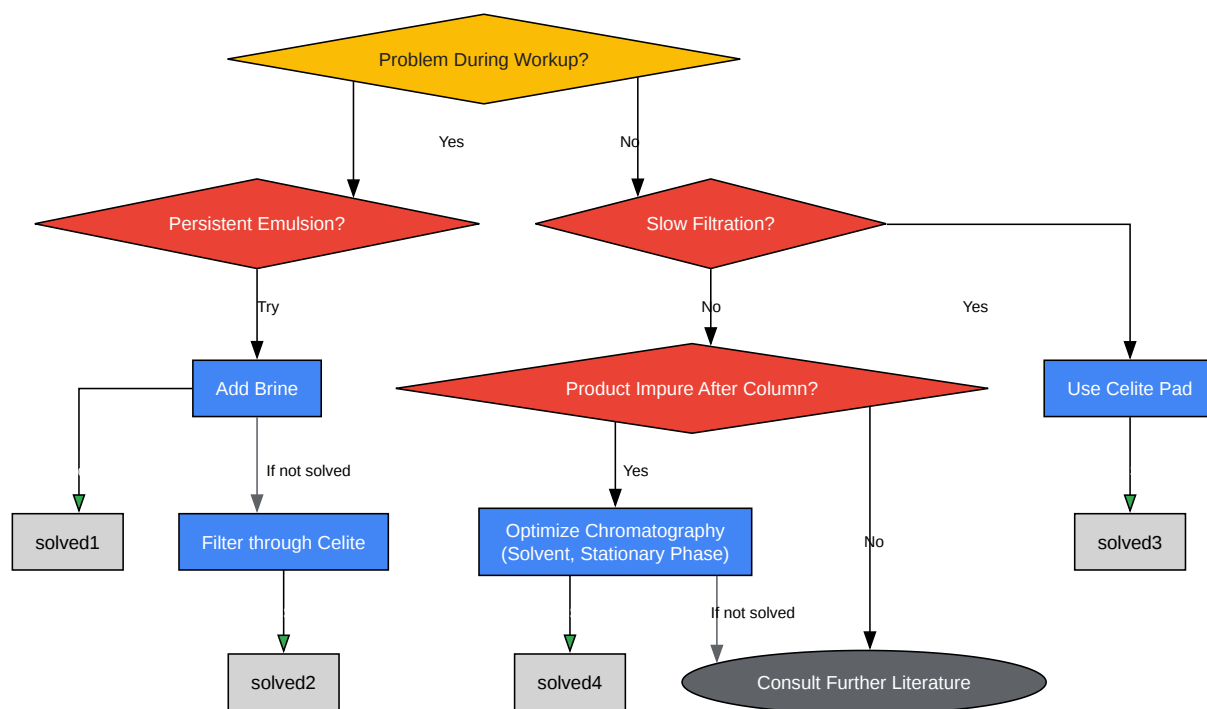 Problem During Workup?
Yes
No
Persistent Emulsion?
Slow Filtration?
Try
No
Yes
Add Brine
Product Impure After Column?
Use Celite Pad
If not solved
Yes
solved1
Filter through Celite
Optimize Chromatography
(Solvent, Stationary Phase)
No
solved3
If not solved
solved2
solved4
Consult Further Literature